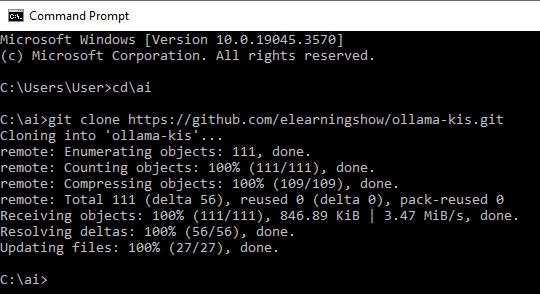 Command Prompt
Microsoft Windows [Version 10.0.19045.3570]
(c) Microsoft Corporation. All rights reserved.
C:\Users\User>cd\ai
C:\ai>git clone https://github.com/elearningshow/ollama-kis.git
Cloning into 'ollama-kis'...
remote: Enumerating objects: 111, done.
remote: Counting objects: 100% (111/111), done.
remote: Compressing objects: 100% (109/109), done.
remote: Total 111 (delta 56), reused 0 (delta 0), pack-reused 0
Receiving objects: 100% (111/111), 846.89 KiB | 3.47 MiB/s, done.
Resolving deltas: 100% (56/56), done.
Updating files: 100% (27/27), done.
C:\ai>